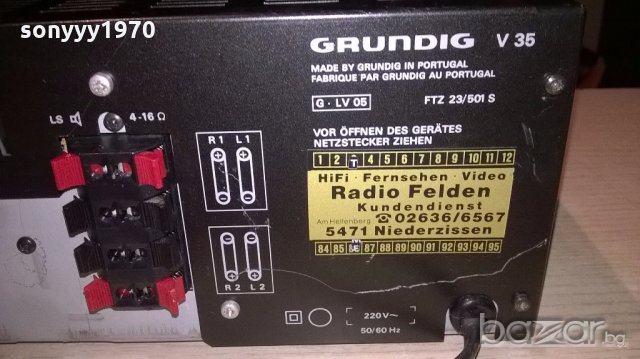 sonyyy1970
GRUNDIG V 35
MADE BY GRUNDIG IN PORTUGAL
FABRIQUE PAR GRUNDIG AU PORTUGAL
G · LV 05 FTZ 23/501 S
LS 4-16 Ω
VOR ÖFFNEN DES GERÄTES
NETZSTECKER ZIEHEN
R1 L1
1 2 T 4 5 6 7 8 9 10 11 12
HiFi · Fernsehen · Video
Radio Felden
Kundendienst
Am Hellenberg ☎ 02636/6567
5471 Niederzissen
84 85 87 88 89 90 91 92 93 94 95
R2 L2
220V~
50/60 Hz
bazar.bg